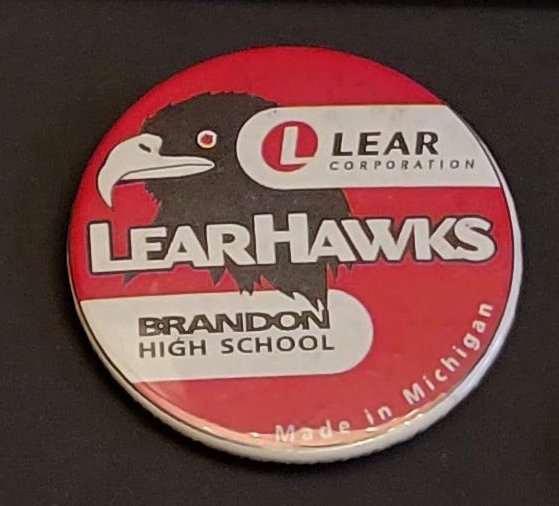 L LEAR
CORPORATION
LEARHAWKS
BRANDON
HIGH SCHOOL
Made in Michigan